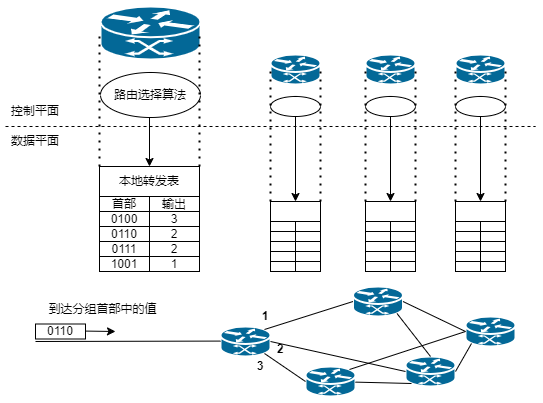 路由选择算法
控制平面
数据平面
本地转发表
首部 输出
0100 3
0110 2
0111 2
1001 1
到达分组首部中的值
0110
1
2
3